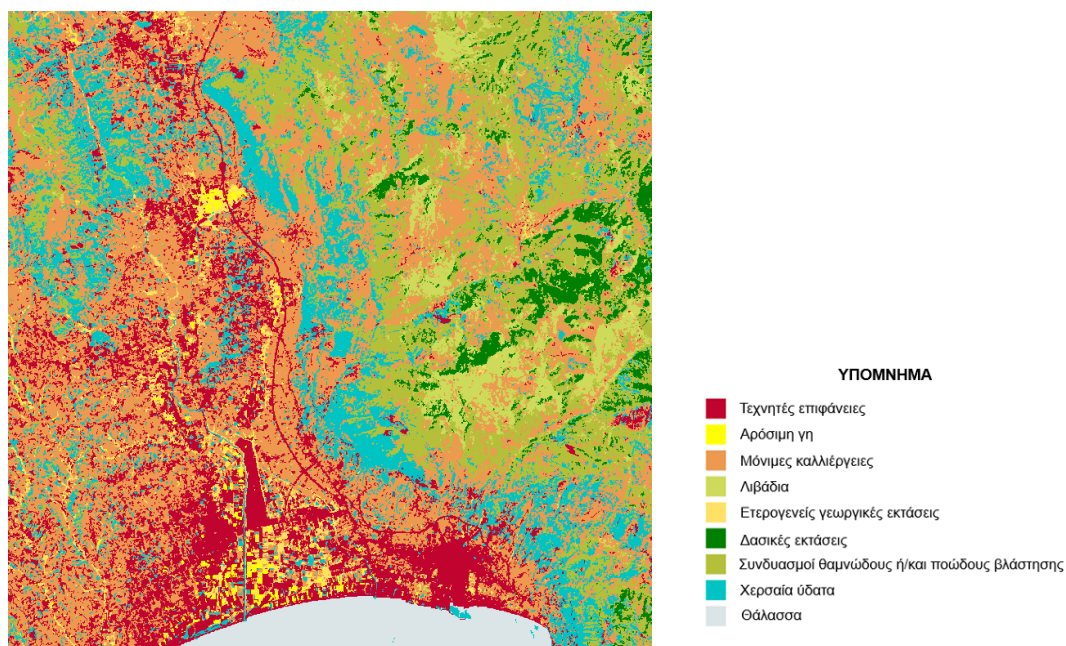 ΥΠΟΜΝΗΜΑ
Τεχνητές επιφάνειες
Αρόσιμη γη
Μόνιμες καλλιέργειες
Λιβάδια
Ετερογενείς γεωργικές εκτάσεις
Δασικές εκτάσεις
Συνδυασμοί θαμνώδους ή/και ποώδους βλάστησης
Χερσαία ύδατα
Θάλασσα